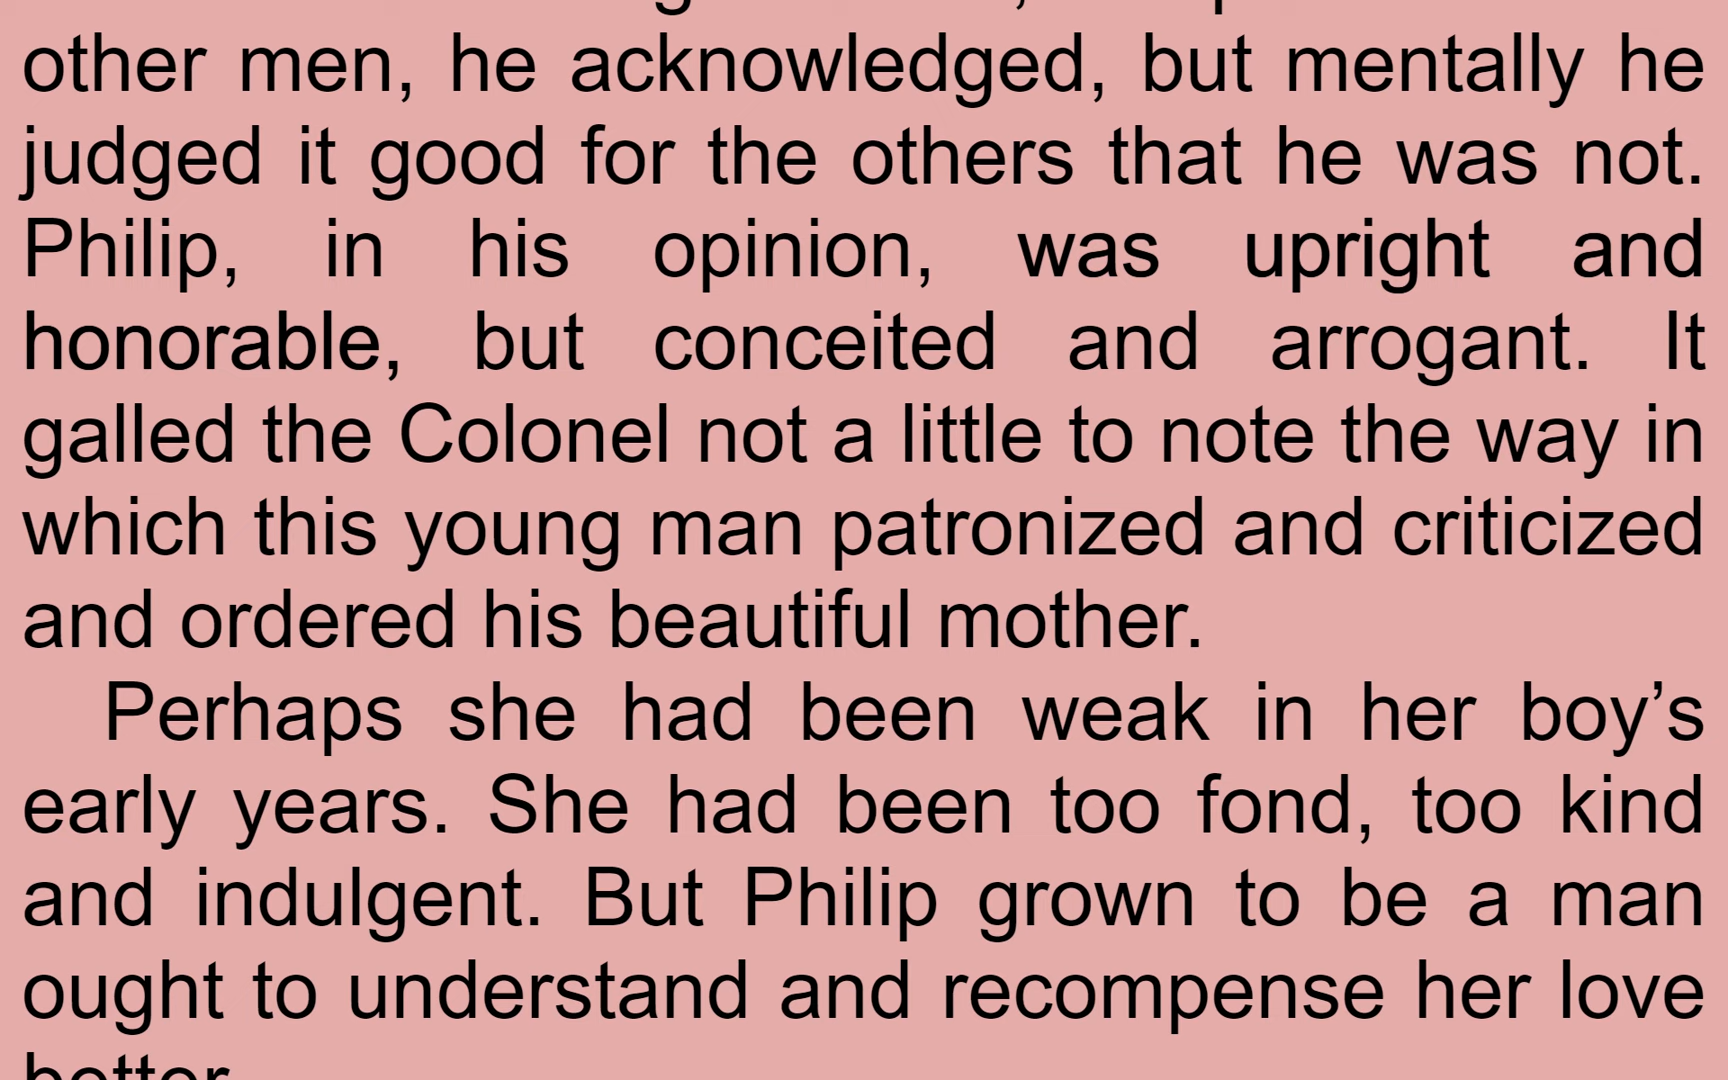 other men, he acknowledged, but mentally he
judged it good for the others that he was not.
Philip, in his opinion, was upright and
honorable, but conceited and arrogant. It
galled the Colonel not a little to note the way in
which this young man patronized and criticized
and ordered his beautiful mother.
Perhaps she had been weak in her boy’s
early years. She had been too fond, too kind
and indulgent. But Philip grown to be a man
ought to understand and recompense her love
better